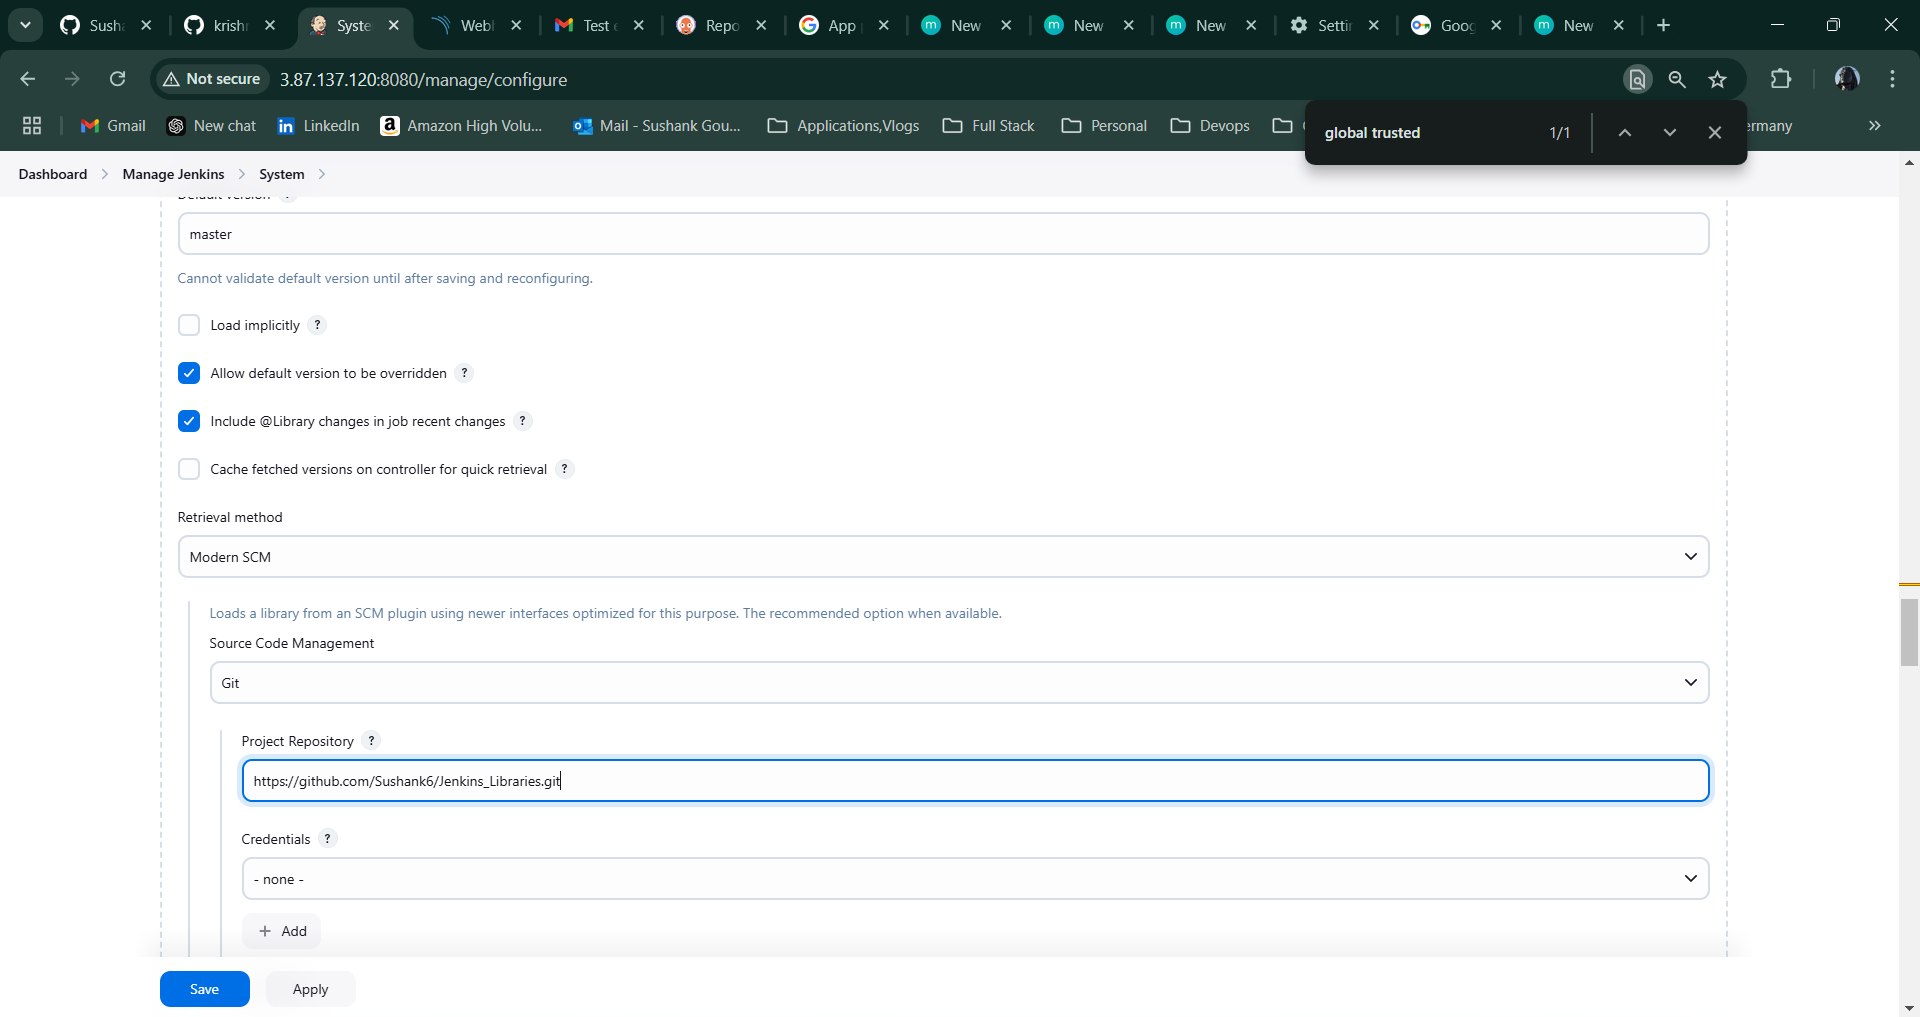 Susha
krish
Syste
Webh
Test e
Repo
App
New
New
New
Settin
Goog
New
Not secure 3.87.137.120:8080/manage/configure
Gmail New chat LinkedIn Amazon High Volu... Mail - Sushank Gou... Applications,Vlogs Full Stack Personal Devops ermany »
global trusted 1/1
Dashboard > Manage Jenkins > System >
Default version ?
master
Cannot validate default version until after saving and reconfiguring.
Load implicitly ?
Allow default version to be overridden ?
Include @Library changes in job recent changes ?
Cache fetched versions on controller for quick retrieval ?
Retrieval method
Modern SCM
Loads a library from an SCM plugin using newer interfaces optimized for this purpose. The recommended option when available.
Source Code Management
Git
Project Repository ?
https://github.com/Sushank6/Jenkins_Libraries.git
Credentials ?
- none -
+ Add
Save Apply